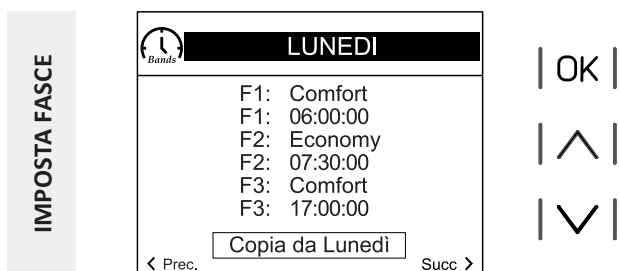 IMPOSTA FASCE
Bands
LUNEDI
F1: Comfort
F1: 06:00:00
F2: Economy
F2: 07:30:00
F3: Comfort
F3: 17:00:00
Copia da Lunedì
< Prec.
Succ >
OK